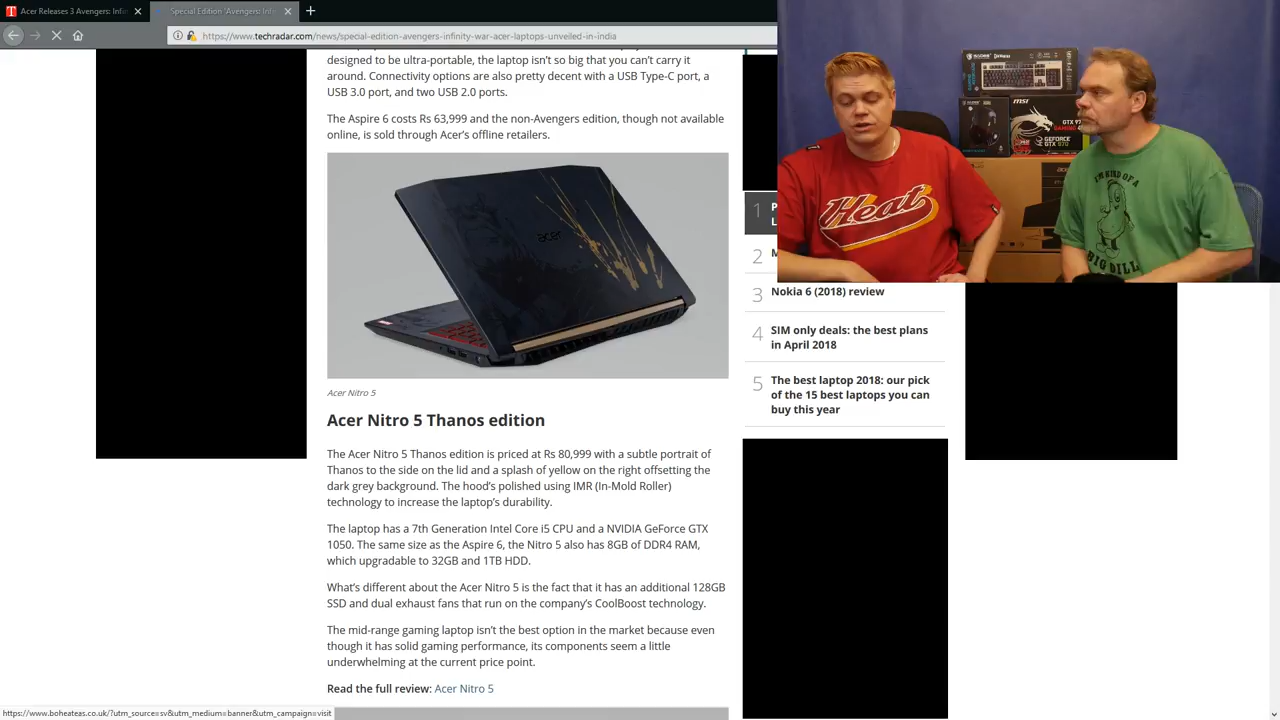 Acer Releases 3 Avengers: Infi
Special Edition 'Avengers: Infi
https://www.techradar.com/news/special-edition-avengers-infinity-war-acer-laptops-unveiled-in-india
designed to be ultra-portable, the laptop isn't so big that you can't carry it
around. Connectivity options are also pretty decent with a USB Type-C port, a
USB 3.0 port, and two USB 2.0 ports.
The Aspire 6 costs Rs 63,999 and the non-Avengers edition, though not available
online, is sold through Acer's offline retailers.
acer
Acer Nitro 5
Acer Nitro 5 Thanos edition
The Acer Nitro 5 Thanos edition is priced at Rs 80,999 with a subtle portrait of
Thanos to the side on the lid and a splash of yellow on the right offsetting the
dark grey background. The hood's polished using IMR (In-Mold Roller)
technology to increase the laptop's durability.
The laptop has a 7th Generation Intel Core i5 CPU and a NVIDIA GeForce GTX
1050. The same size as the Aspire 6, the Nitro 5 also has 8GB of DDR4 RAM,
which upgradable to 32GB and 1TB HDD.
What's different about the Acer Nitro 5 is the fact that it has an additional 128GB
SSD and dual exhaust fans that run on the company's CoolBoost technology.
The mid-range gaming laptop isn't the best option in the market because even
though it has solid gaming performance, its components seem a little
underwhelming at the current price point.
Read the full review: Acer Nitro 5
1 P
L
2 M
3 Nokia 6 (2018) review
4 SIM only deals: the best plans
in April 2018
5 The best laptop 2018: our pick
of the 15 best laptops you can
buy this year
Heat
msi
GTX 97
GAMING
GEFORCE
GTX 970
I'M KIND OF A
BIG DILL
https://www.boheateas.co.uk/?utm_source=sv&utm_medium=banner&utm_campaign=visit